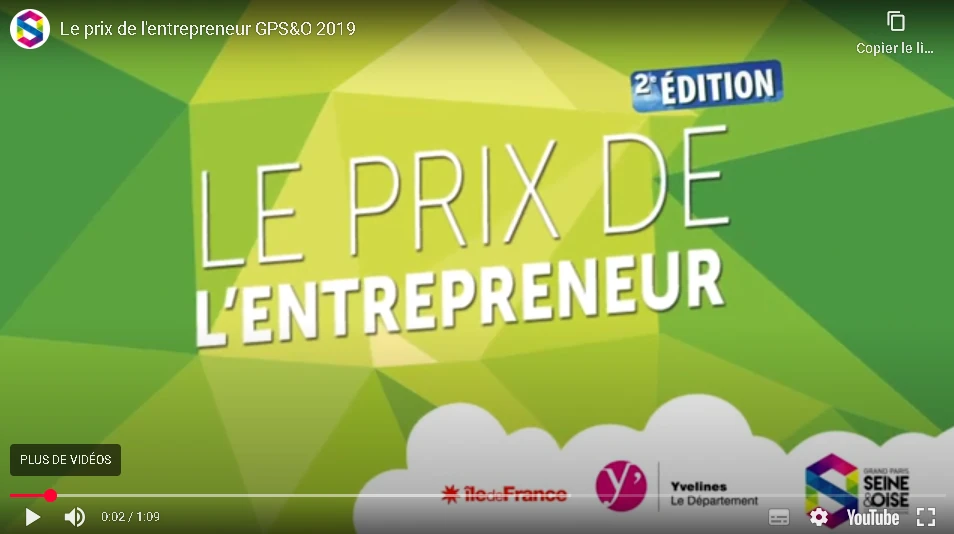 Le prix de l'entrepreneur GPS&O 2019
Copier le li...
2e ÉDITION
LE PRIX DE
L'ENTREPRENEUR
PLUS DE VIDÉOS
îledeFrance
y'
Yvelines
Le Département
GRAND PARIS
SEINE
&OISE
0:02 / 1:09
YouTube